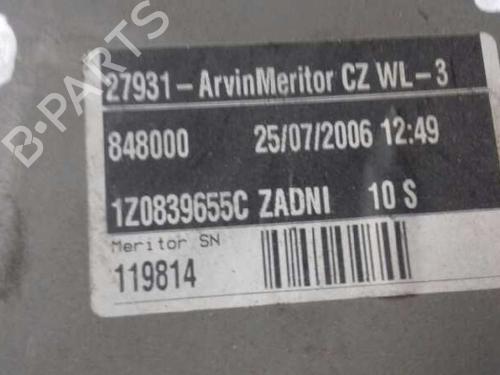 27931-ArvinMeritor CZ WL-3
848000 25/07/2006 12:49
1Z0839655C ZADNI 10 S
Meritor SN
119814
B-PARTS